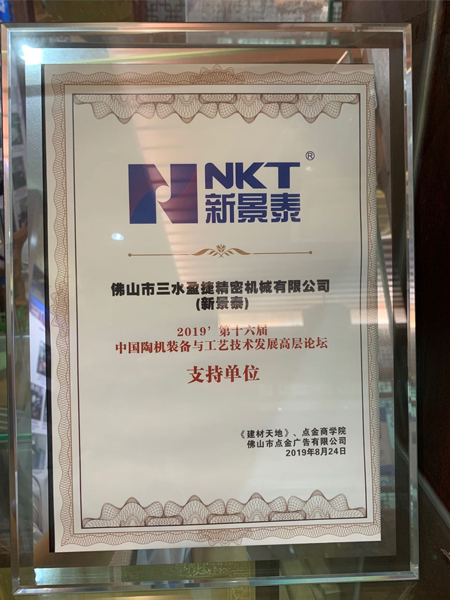 NKT®
新景泰
佛山市三水盈捷精密机械有限公司
(新景泰)
2019' 第十六届
中国陶机装备与工艺技术发展高层论坛
支持单位
《建材天地》、点金商学院
佛山市点金广告有限公司
2019年8月24日